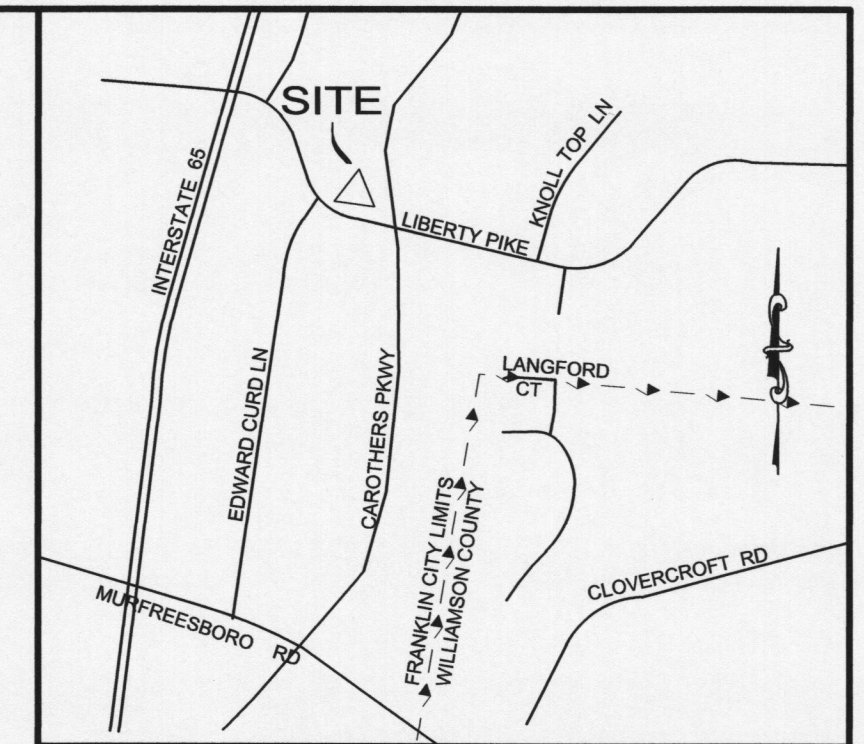 SITE
INTERSTATE 65
KNOLL TOP LN
LIBERTY PIKE
EDWARD CURD LN
CAROTHERS PKWY
LANGFORD
CT
FRANKLIN CITY LIMITS
WILLIAMSON COUNTY
CLOVERCROFT RD
MURFREESBORO RD